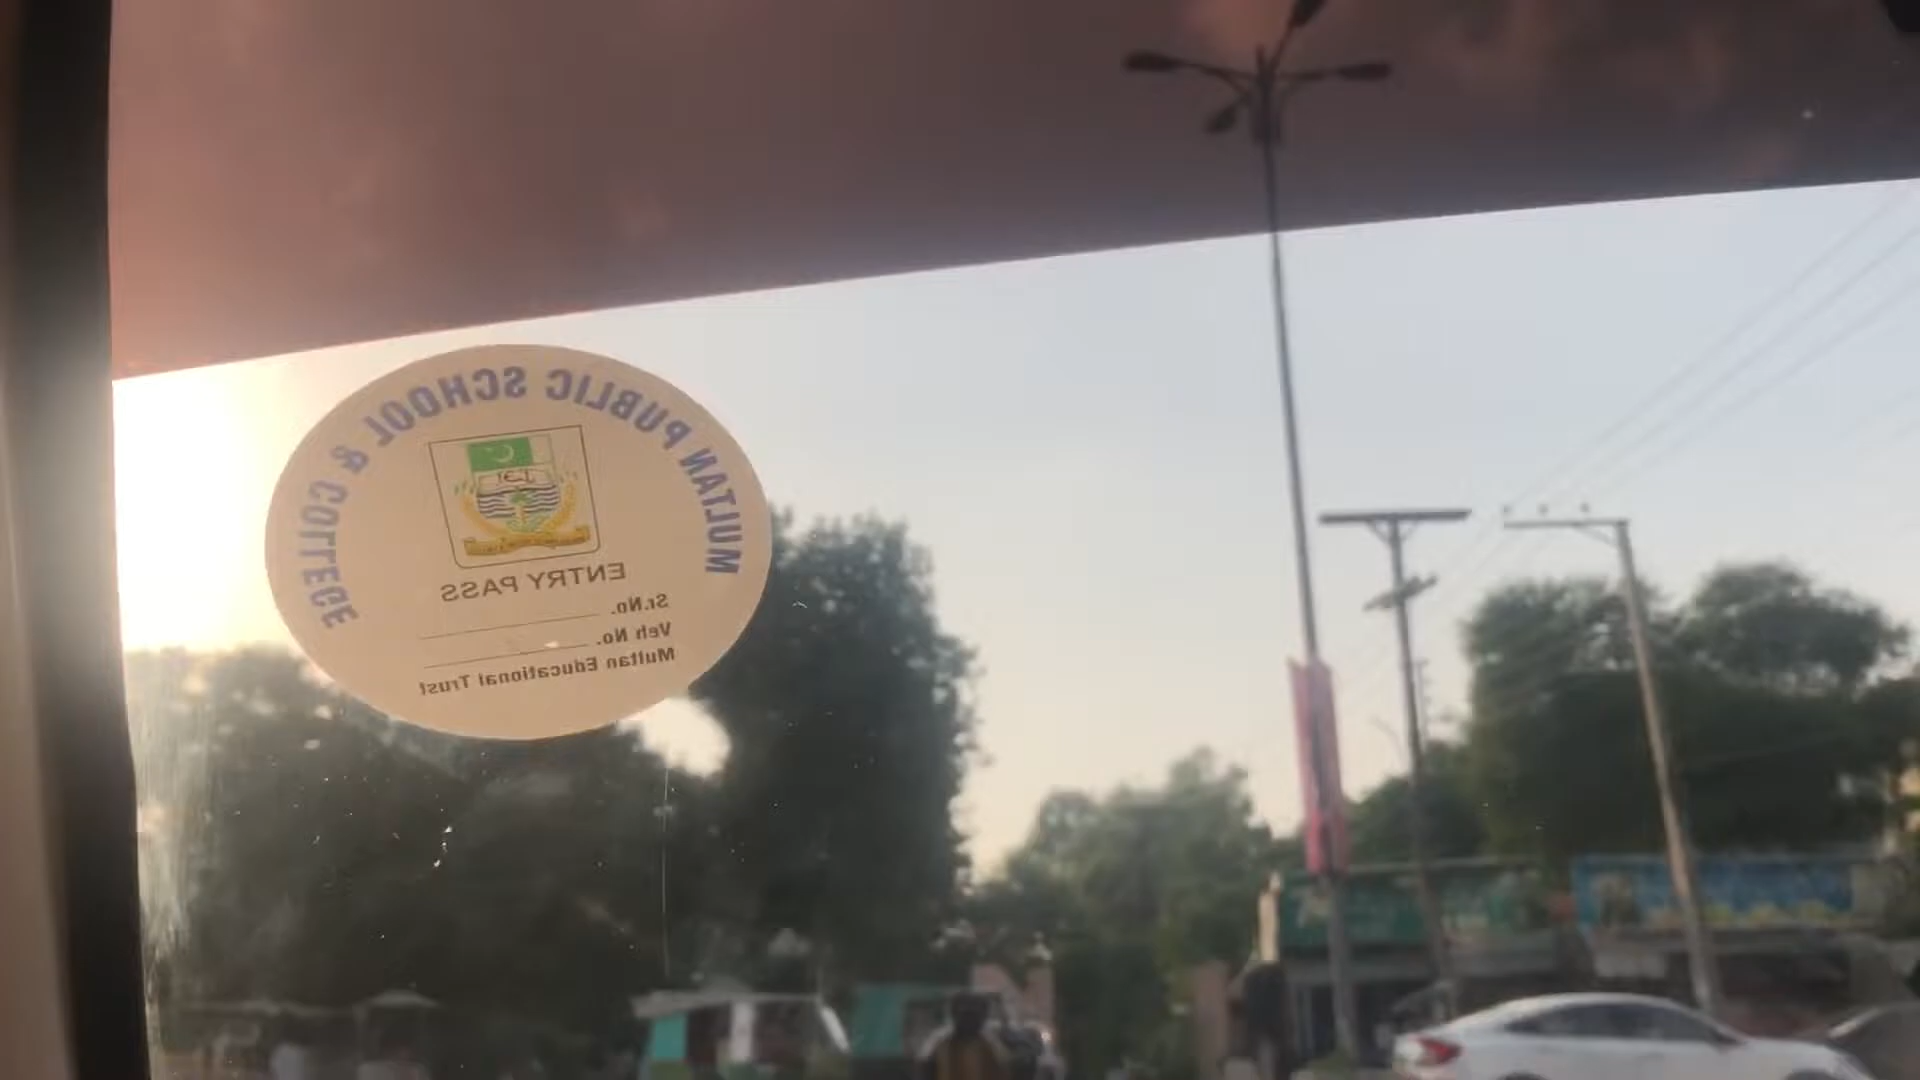 MULTAN PUBLIC SCHOOL & COLLEGE
ENTRY PASS
Sr.No.
Veh No.
Multan Educational Trust